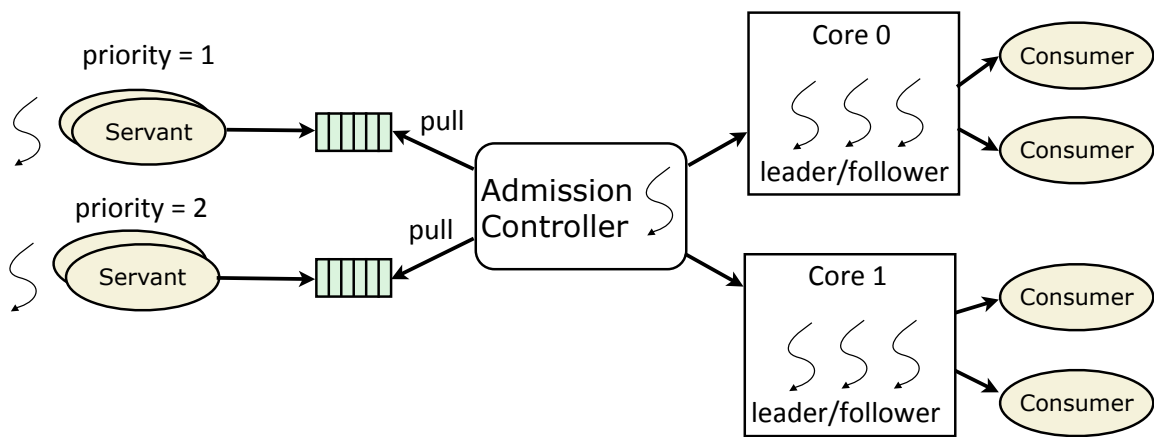 priority = 1
Servant
pull
priority = 2
Servant
pull
Admission
Controller
Core 0
leader/follower
Consumer
Consumer
Core 1
leader/follower
Consumer
Consumer